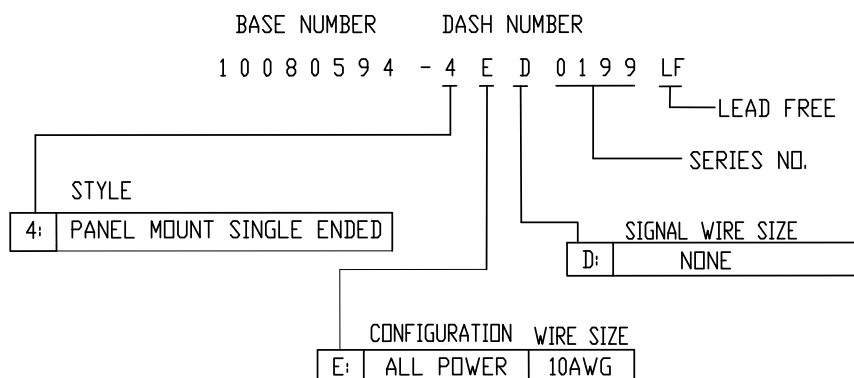 BASE NUMBER DASH NUMBER
10080594 -4 E D 0199 LF
LEAD FREE
SERIES NO.
STYLE
4: PANEL MOUNT SINGLE ENDED
SIGNAL WIRE SIZE
D: NONE
CONFIGURATION WIRE SIZE
E: ALL POWER 10AWG